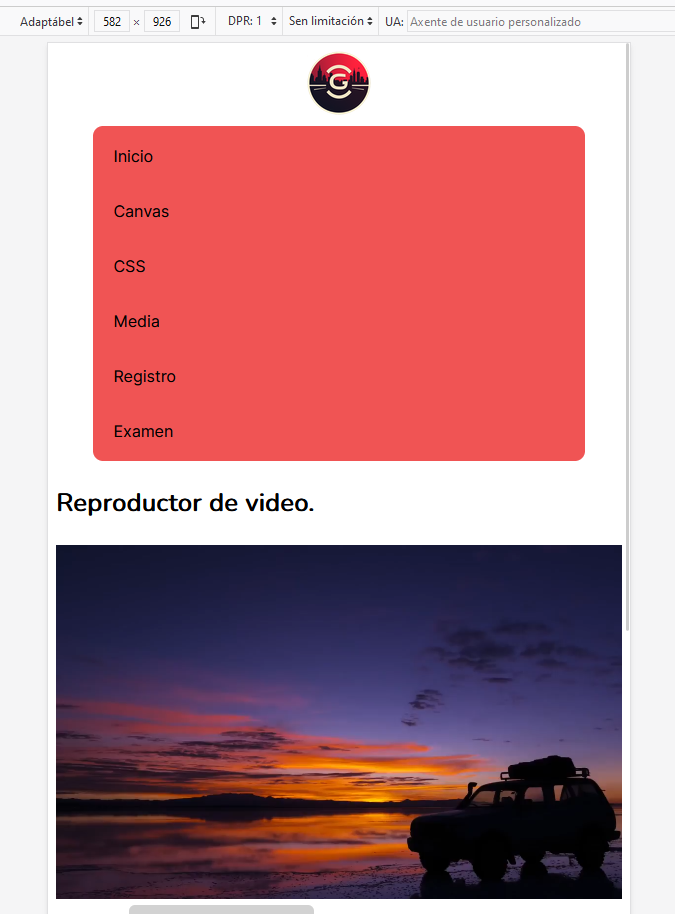 Adaptábel 582 × 926 DPR: 1 Sen limitación UA: Axente de usuario personalizado
G
Inicio
Canvas
CSS
Media
Registro
Examen
Reproductor de video.